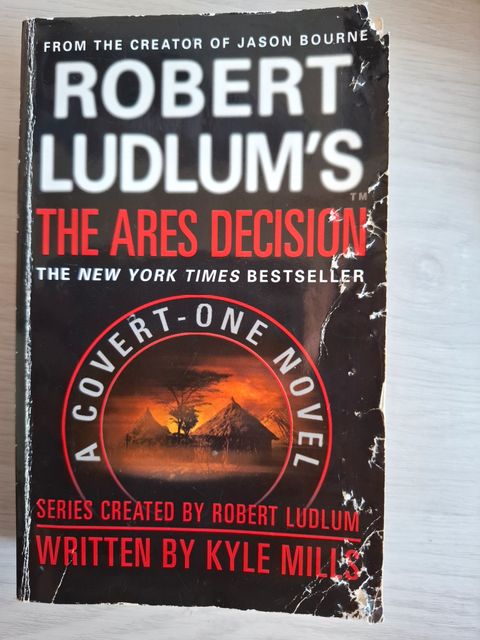 FROM THE CREATOR OF JASON BOURNE
ROBERT
LUDLUM'S
TM
THE ARES DECISION
THE NEW YORK TIMES BESTSELLER
A COVERT-ONE NOVEL
SERIES CREATED BY ROBERT LUDLUM
WRITTEN BY KYLE MILLS